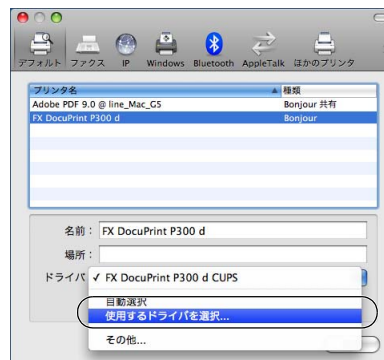 デフォルト ファクス IP Windows Bluetooth AppleTalk ほかのプリンタ
プリンタ名 種類
Adobe PDF 9.0 @ line_Mac_G5 Bonjour 共有
FX DocuPrint P300 d Bonjour
名前： FX DocuPrint P300 d
場所：
ドライバ ✓ FX DocuPrint P300 d CUPS
自動選択
使用するドライバを選択...
その他...